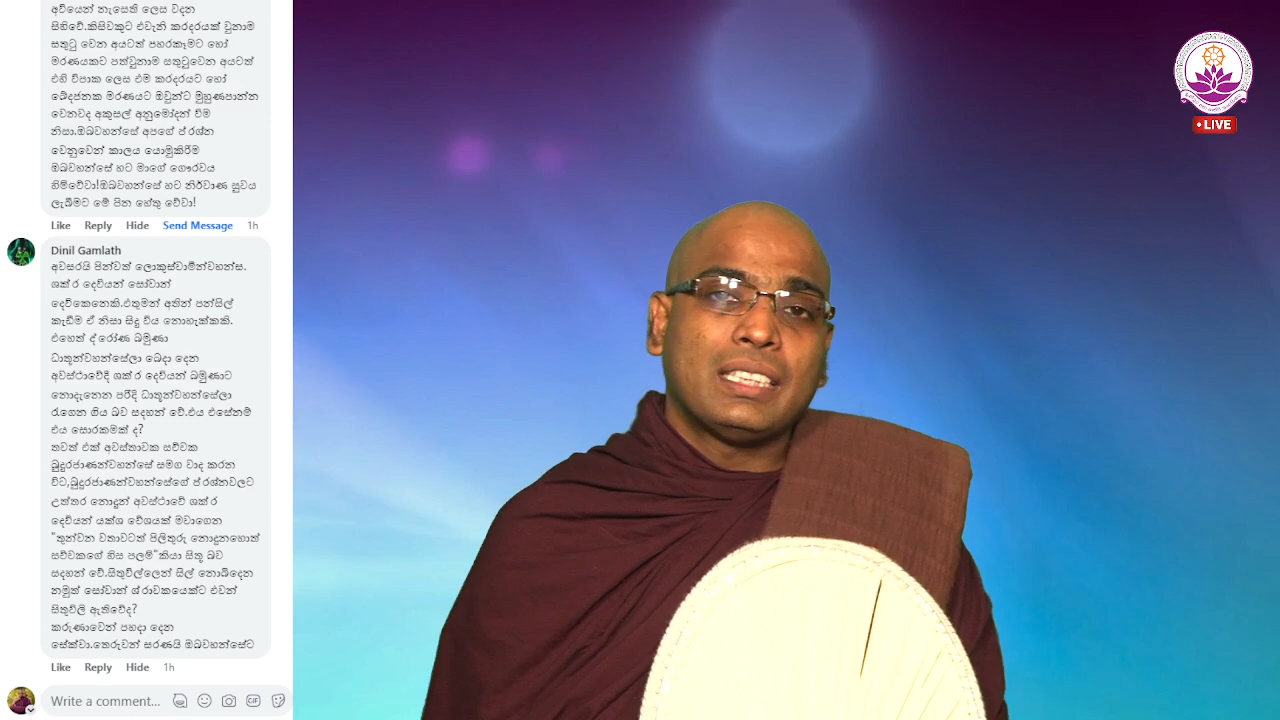 අවියෙන් නැසෙති ලෙස වදන
සිහිවේ.කිසිවකුට එවැනි කරදරයක් වුනාම
සතුටු වෙන අයටත් පහරකෑමට හෝ
මරණයකට පත්වුනාම සතුටුවෙන අයටත්
එහි විපාක ලෙස එම කරදරයට හෝ
ඛේදජනක මරණයට ඔවුන්ට මුහුණපාන්න
වෙනවද අකුසල් අනුමෝදන් වීම
නිසා.ඔබවහන්සේ අපගේ ප්‍රශ්න
වෙනුවෙන් කාලය යොමුකිරීම
ඔබවහන්සේ හට මාගේ ගෞරවය
හිමිවේවා!ඔබවහන්සේ හට නිර්වාණ සුවය
ලැබීමට මේ පින හේතු වේවා!
Like Reply Hide Send Message 1h
Dinil Gamlath
අවසරයි පින්වත් ලොකුස්වාමීන්වහන්ස.
ශක්‍ර දෙවියන් සෝවාන්
දෙවිකෙනෙකි.එතුමන් අතින් පන්සිල්
කැඩීම ඒ නිසා සිදු විය නොහැක්කකි.
එහෙත් ද්‍රෝණ බමුණා
ධාතූන්වහන්සේලා බෙදා දෙන
අවස්ථාවේදී ශක්‍ර දෙවියන් බමුණාට
නොදැනෙන පරිදි ධාතූන්වහන්සේලා
රැගෙන ගිය බව සදහන් වේ.එය එසේනම්
එය සොරකමක් ද?
තවත් එක් අවස්තාවක සච්චක
බුදුරජාණන්වහන්සේ සමග වාද කරන
විට,බුදුරජාණන්වහන්සේගේ ප්‍රශ්නවලට
උත්තර නොදුන් අවස්ථාවේ ශක්‍ර
දෙවියන් යක්ශ වේශයක් මවාගෙන
"තුන්වන වතාවටත් පිලිතුරු නොදුනහොත්
සච්චකගේ හිස පලමි"කියා සිතූ බව
සදහන් වේ.සිතුවිල්ලෙන් සිල් නොබිදෙන
නමුත් සෝවාන් ශ්‍රාවකයෙක්ට එවන්
සිතුවිලි ඇතිවේද?
කරුණාවෙන් පහදා දෙන
සේක්වා.තෙරුවන් සරණයි ඔබවහන්සේට
Like Reply Hide 1h
Write a comment...
GIF
LIVE